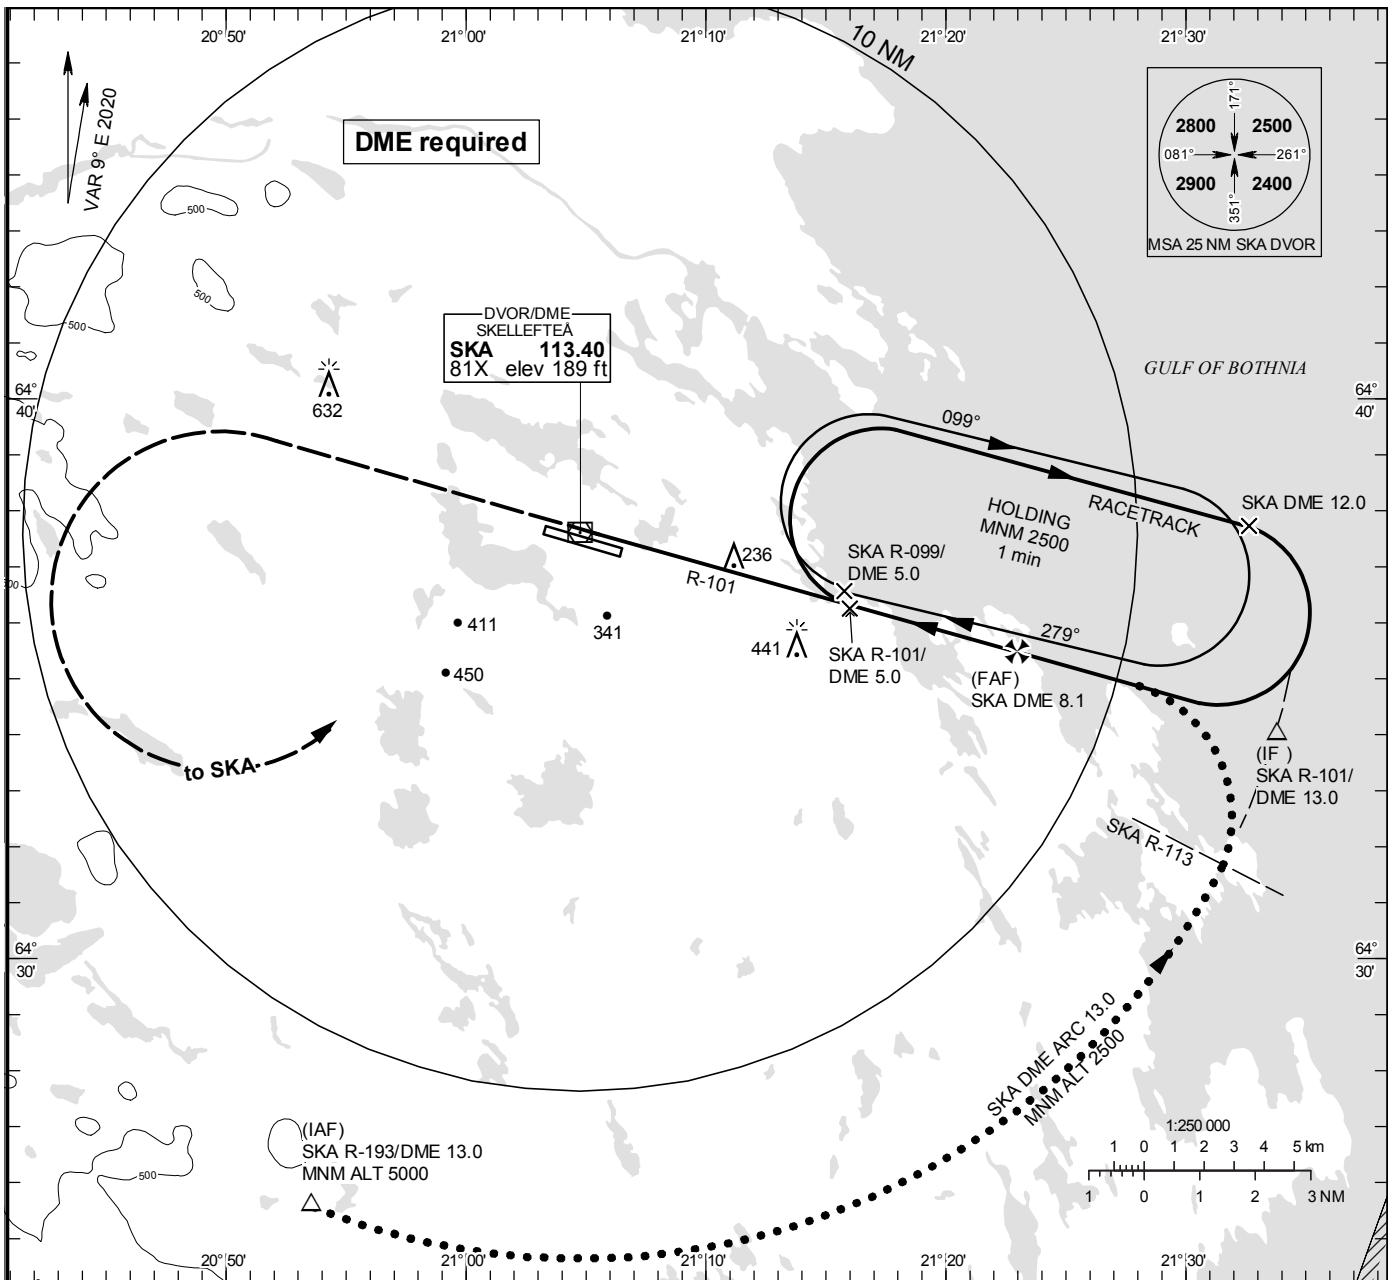 20°50'
21°00'
21°10'
21°20'
21°30'
10 NM
VAR 9° E 2020
DME required
171°
2800
2500
081°
261°
2900
2400
351°
MSA 25 NM SKA DVOR
500
500
500
DVOR/DME
SKELLEFTEÅ
SKA 113.40
81X elev 189 ft
GULF OF BOTHNIA
64°
40'
64°
40'
632
099°
RACETRACK
SKA DME 12.0
HOLDING
MNM 2500
1 min
SKA R-099/
DME 5.0
236
R-101
279°
411
341
441
450
SKA R-101/
DME 5.0
(FAF)
SKA DME 8.1
to SKA
(IF )
SKA R-101/
DME 13.0
SKA R-113
64°
30'
64°
30'
SKA DME ARC 13.0
MNM ALT 2500
(IAF)
SKA R-193/DME 13.0
MNM ALT 5000
500
1:250 000
1 0 1 2 3 4 5 km
1 0 1 2 3 NM
20°50'
21°00'
21°10'
21°20'
21°30'